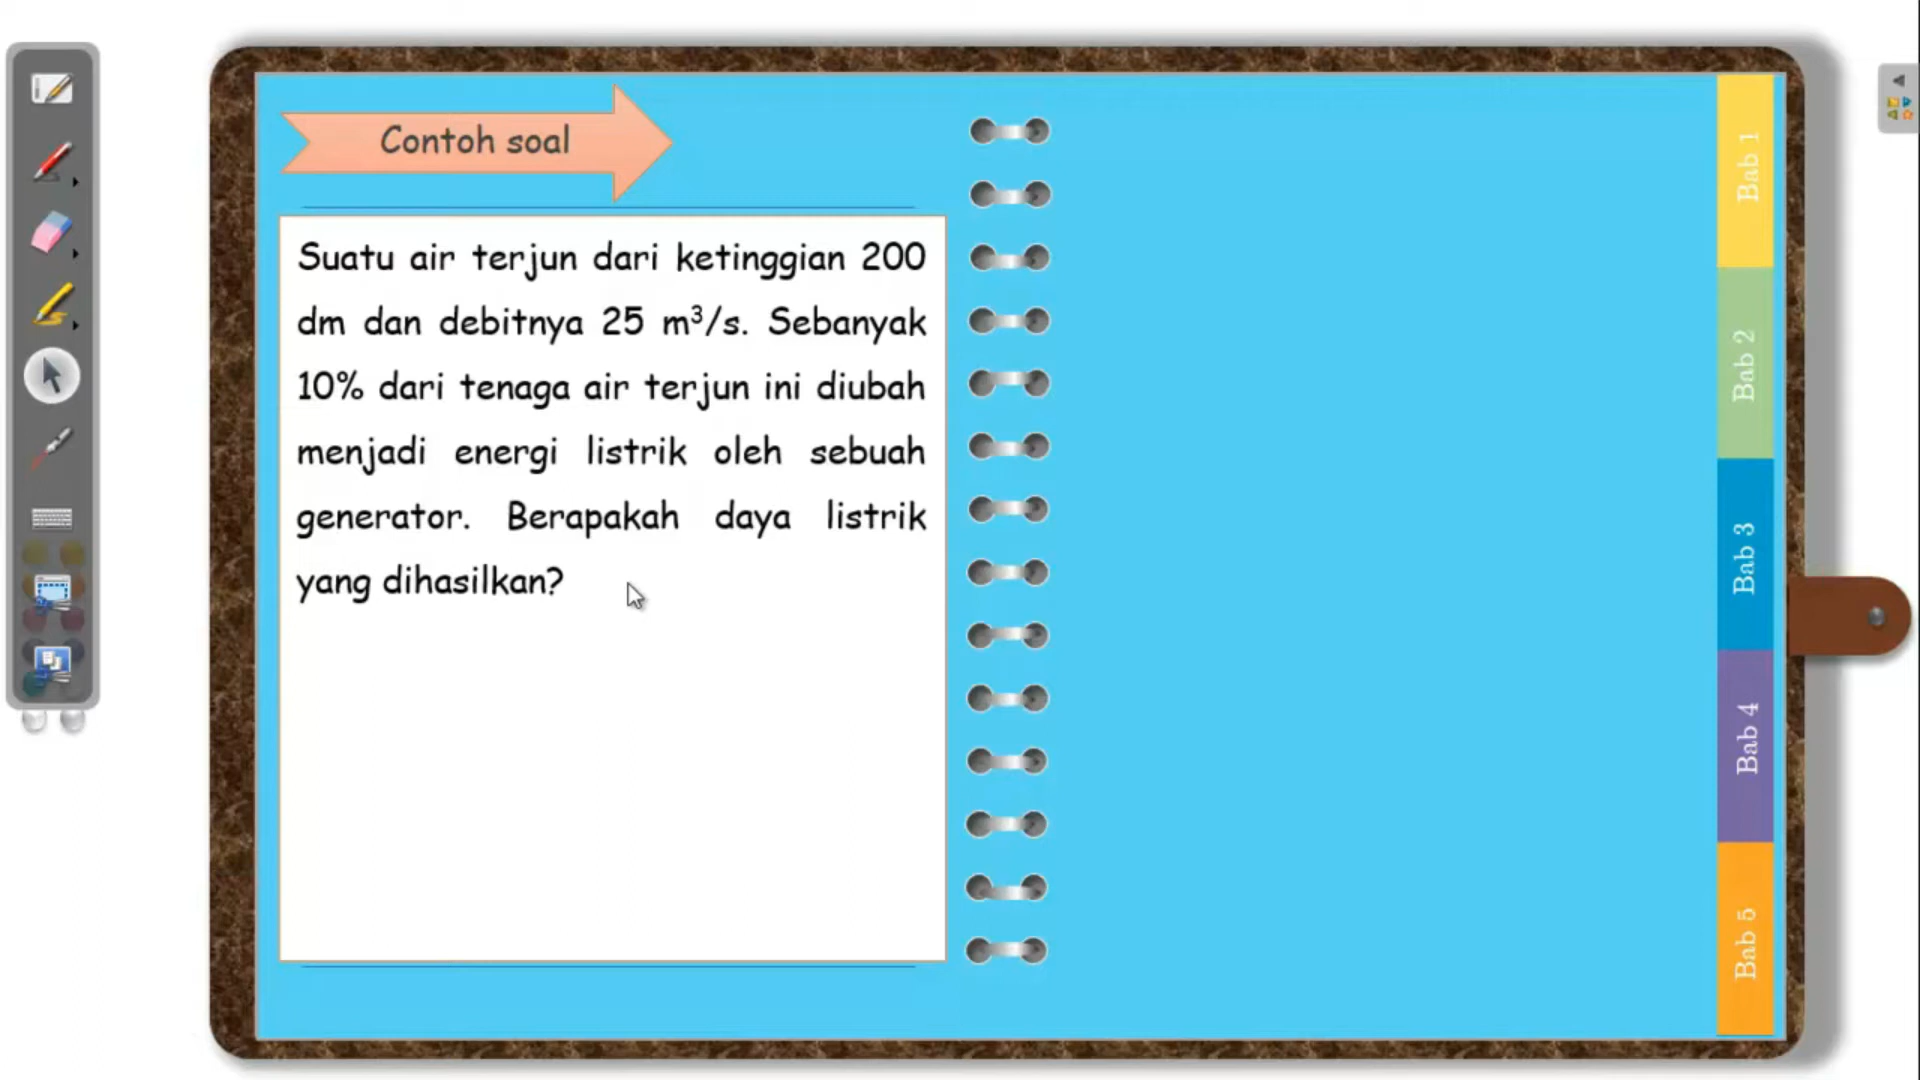 Contoh soal
Suatu air terjun dari ketinggian 200
dm dan debitnya 25 m³/s. Sebanyak
10% dari tenaga air terjun ini diubah
menjadi energi listrik oleh sebuah
generator. Berapakah daya listrik
yang dihasilkan?
Bab 1
Bab 2
Bab 3
Bab 4
Bab 5